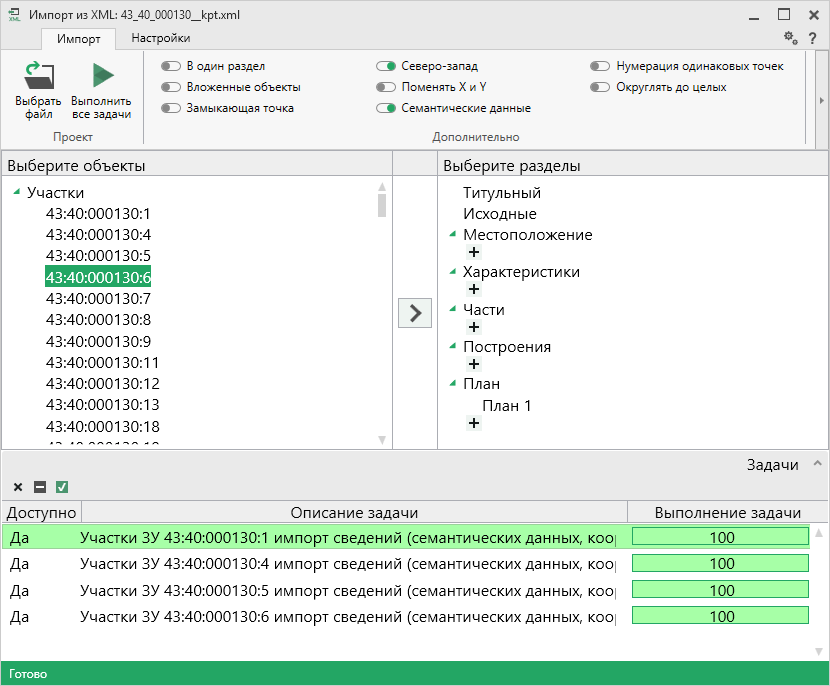 Импорт из XML: 43_40_000130__kpt.xml
Импорт
Настройки
?
Выбрать файл
Выполнить все задачи
Проект
В один раздел
Вложенные объекты
Замыкающая точка
Северо-запад
Поменять X и Y
Семантические данные
Нумерация одинаковых точек
Округлять до целых
Дополнительно
Выберите объекты
Участки
43:40:000130:1
43:40:000130:4
43:40:000130:5
43:40:000130:6
43:40:000130:7
43:40:000130:8
43:40:000130:9
43:40:000130:11
43:40:000130:12
43:40:000130:13
43:40:000130:18
Выберите разделы
Титульный
Исходные
Местоположение
+
Характеристики
+
Части
+
Построения
+
План
План 1
+
Задачи
Доступно Описание задачи Выполнение задачи
Да Участки ЗУ 43:40:000130:1 импорт сведений (семантических данных, коор 100
Да Участки ЗУ 43:40:000130:4 импорт сведений (семантических данных, коор 100
Да Участки ЗУ 43:40:000130:5 импорт сведений (семантических данных, коор 100
Да Участки ЗУ 43:40:000130:6 импорт сведений (семантических данных, коор 100
Готово